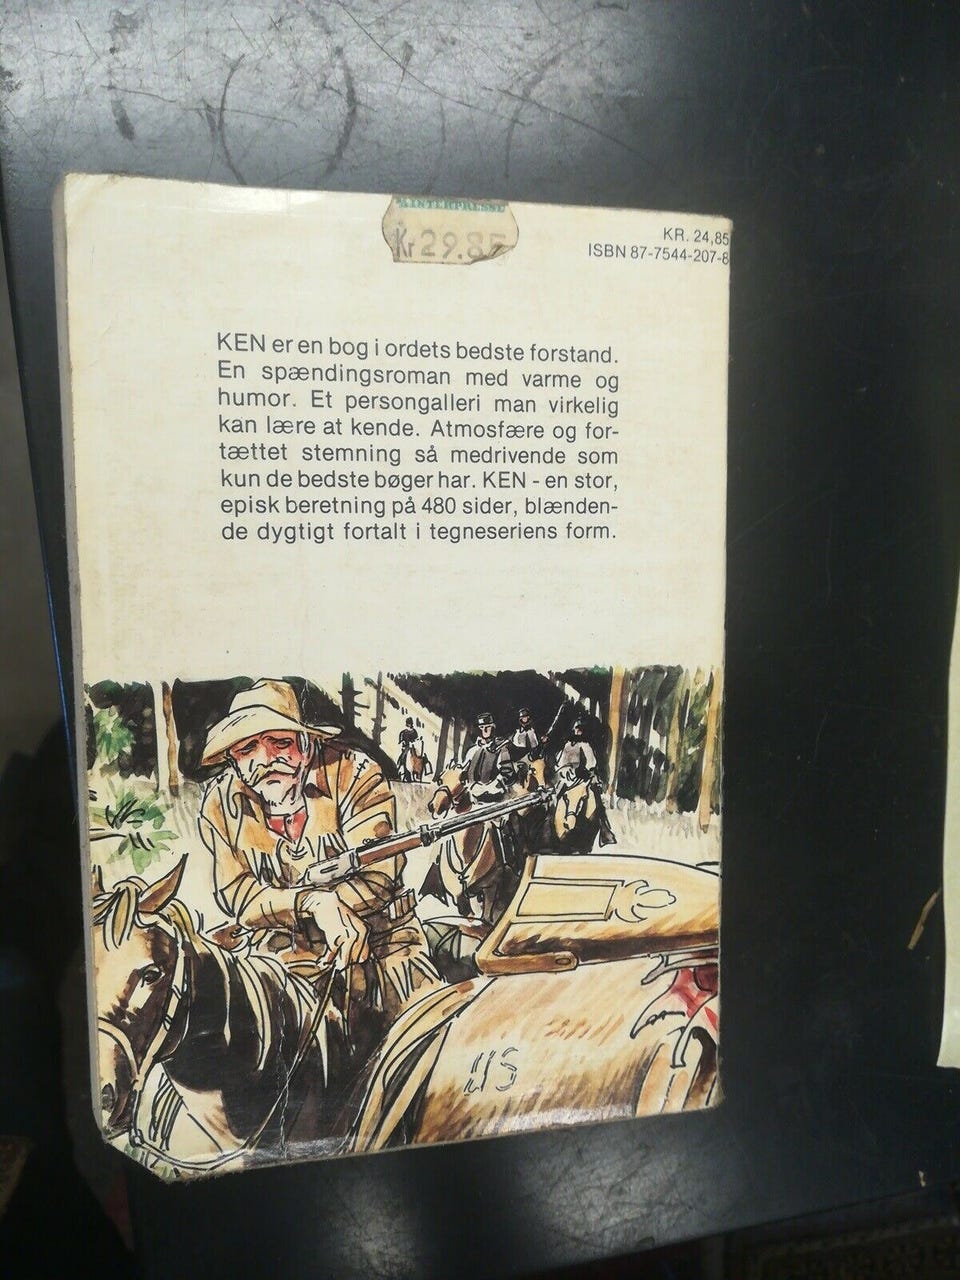 INTERPRESSE
Kr 29.85
KR. 24,85
ISBN 87-7544-207-8
KEN er en bog i ordets bedste forstand.
En spændingsroman med varme og
humor. Et persongalleri man virkelig
kan lære at kende. Atmosfære og for-
tættet stemning så medrivende som
kun de bedste bøger har. KEN - en stor,
episk beretning på 480 sider, blænden-
de dygtigt fortalt i tegneseriens form.
US